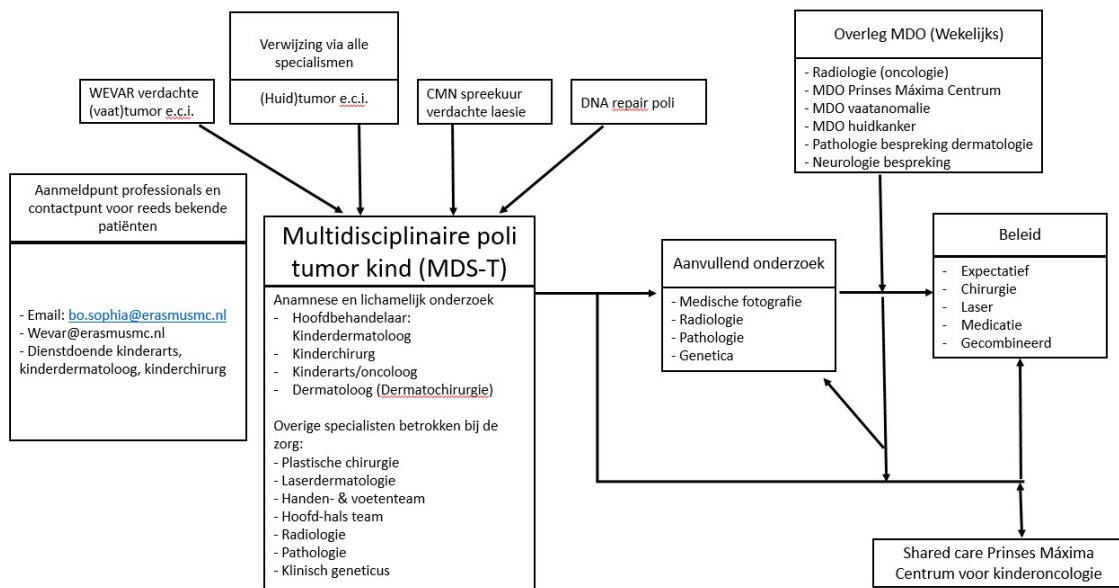 Verwijzing via alle
specialismen
(Huid)tumor e.c.i.
WEVAR verdachte
(vaat)tumor e.c.i.
CMN spreekuur
verdachte laesie
DNA repair poli
Overleg MDO (Wekelijks)
- Radiologie (oncologie)
- MDO Prinses Máxima Centrum
- MDO vaatanomalie
- MDO huidkanker
- Pathologie bespreking dermatologie
- Neurologie bespreking
Aanmeldpunt professionals en
contactpunt voor reeds bekende
patiënten
- Email: bo.sophia@erasmusmc.nl
- Wevar@erasmusmc.nl
- Dienstdoende kinderarts,
kinderdermatoloog, kinderchirurg
Multidisciplinaire poli
tumor kind (MDS-T)
Anamnese en lichamelijk onderzoek
- Hoofdbehandelaar:
Kinderdermatoloog
- Kinderchirurg
- Kinderarts/oncoloog
- Dermatoloog (Dermatochirurgie)
Overige specialisten betrokken bij de
zorg:
- Plastische chirurgie
- Laserdermatologie
- Handen- & voetenteam
- Hoofd-hals team
- Radiologie
- Pathologie
- Klinisch geneticus
Aanvullend onderzoek
- Medische fotografie
- Radiologie
- Pathologie
- Genetica
Beleid
- Expectatief
- Chirurgie
- Laser
- Medicatie
- Gecombineerd
Shared care Prinses Máxima
Centrum voor kinderoncologie